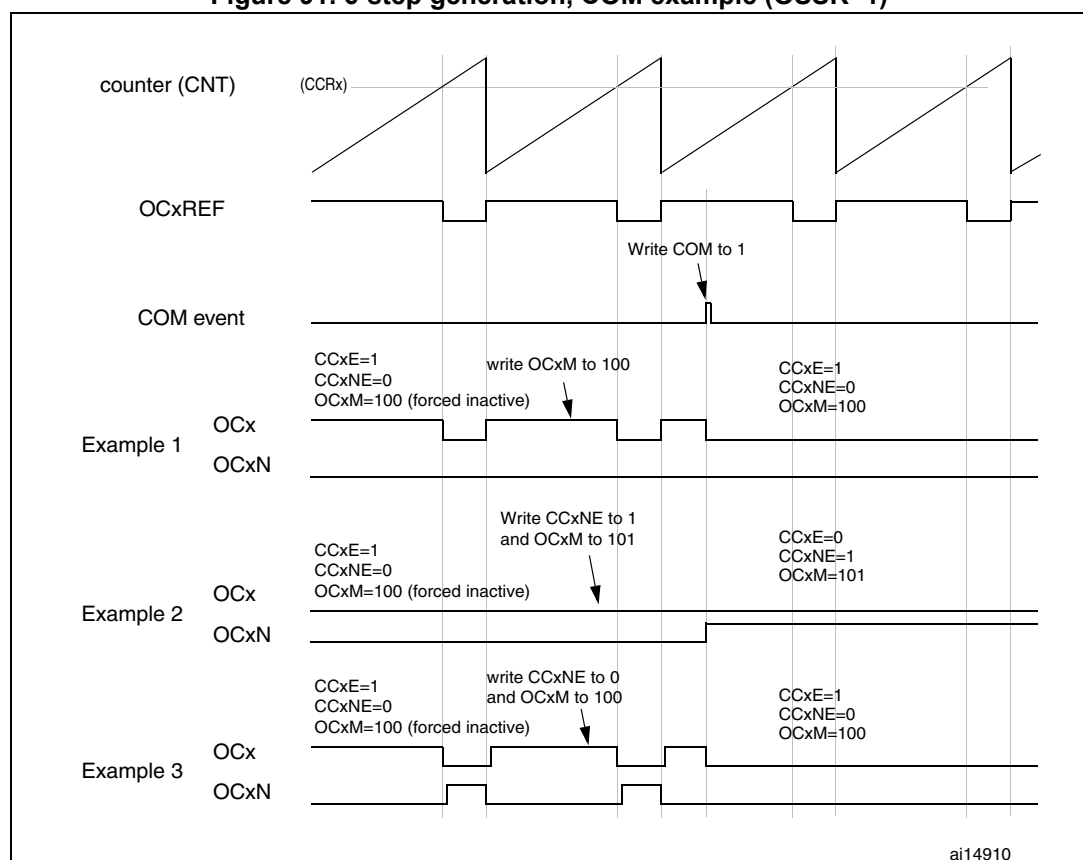 counter (CNT)
(CCRx)
OCxREF
Write COM to 1
COM event
CCxE=1
CCxNE=0
OCxM=100 (forced inactive)
write OCxM to 100
CCxE=1
CCxNE=0
OCxM=100
Example 1
OCx
OCxN
Write CCxNE to 1
and OCxM to 101
CCxE=1
CCxNE=0
OCxM=100 (forced inactive)
CCxE=0
CCxNE=1
OCxM=101
Example 2
OCx
OCxN
write CCxNE to 0
and OCxM to 100
CCxE=1
CCxNE=0
OCxM=100 (forced inactive)
CCxE=1
CCxNE=0
OCxM=100
Example 3
OCx
OCxN
ai14910